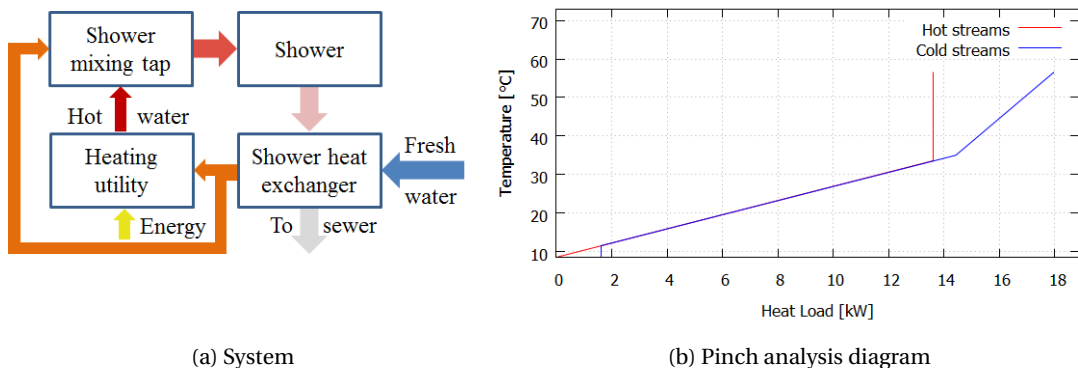 Shower
mixing tap
Shower
Hot water
Fresh
water
Heating
utility
Shower heat
exchanger
Energy
To sewer
(a) System
Hot streams
Cold streams
Temperature [°C]
70
60
50
40
30
20
10
0 2 4 6 8 10 12 14 16 18
Heat Load [kW]
(b) Pinch analysis diagram